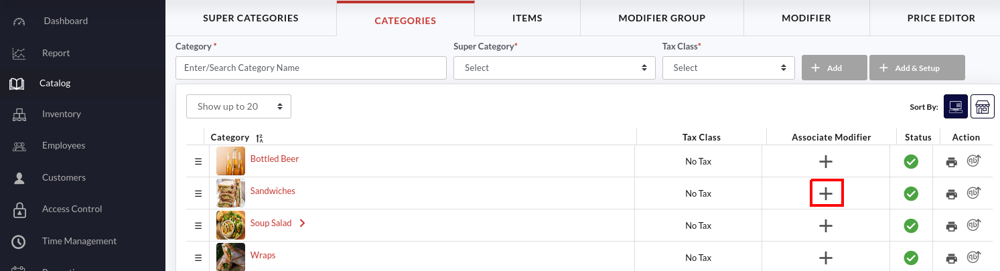 Dashboard
Report
Catalog
Inventory
Employees
Customers
Access Control
Time Management
SUPER CATEGORIES
CATEGORIES
ITEMS
MODIFIER GROUP
MODIFIER
PRICE EDITOR
Category *
Super Category*
Tax Class*
Enter/Search Category Name
Select
Select
Add
Add & Setup
Show up to 20
Sort By:
Category
Tax Class
Associate Modifier
Status
Action
Bottled Beer
No Tax
Sandwiches
No Tax
Soup Salad
No Tax
Wraps
No Tax